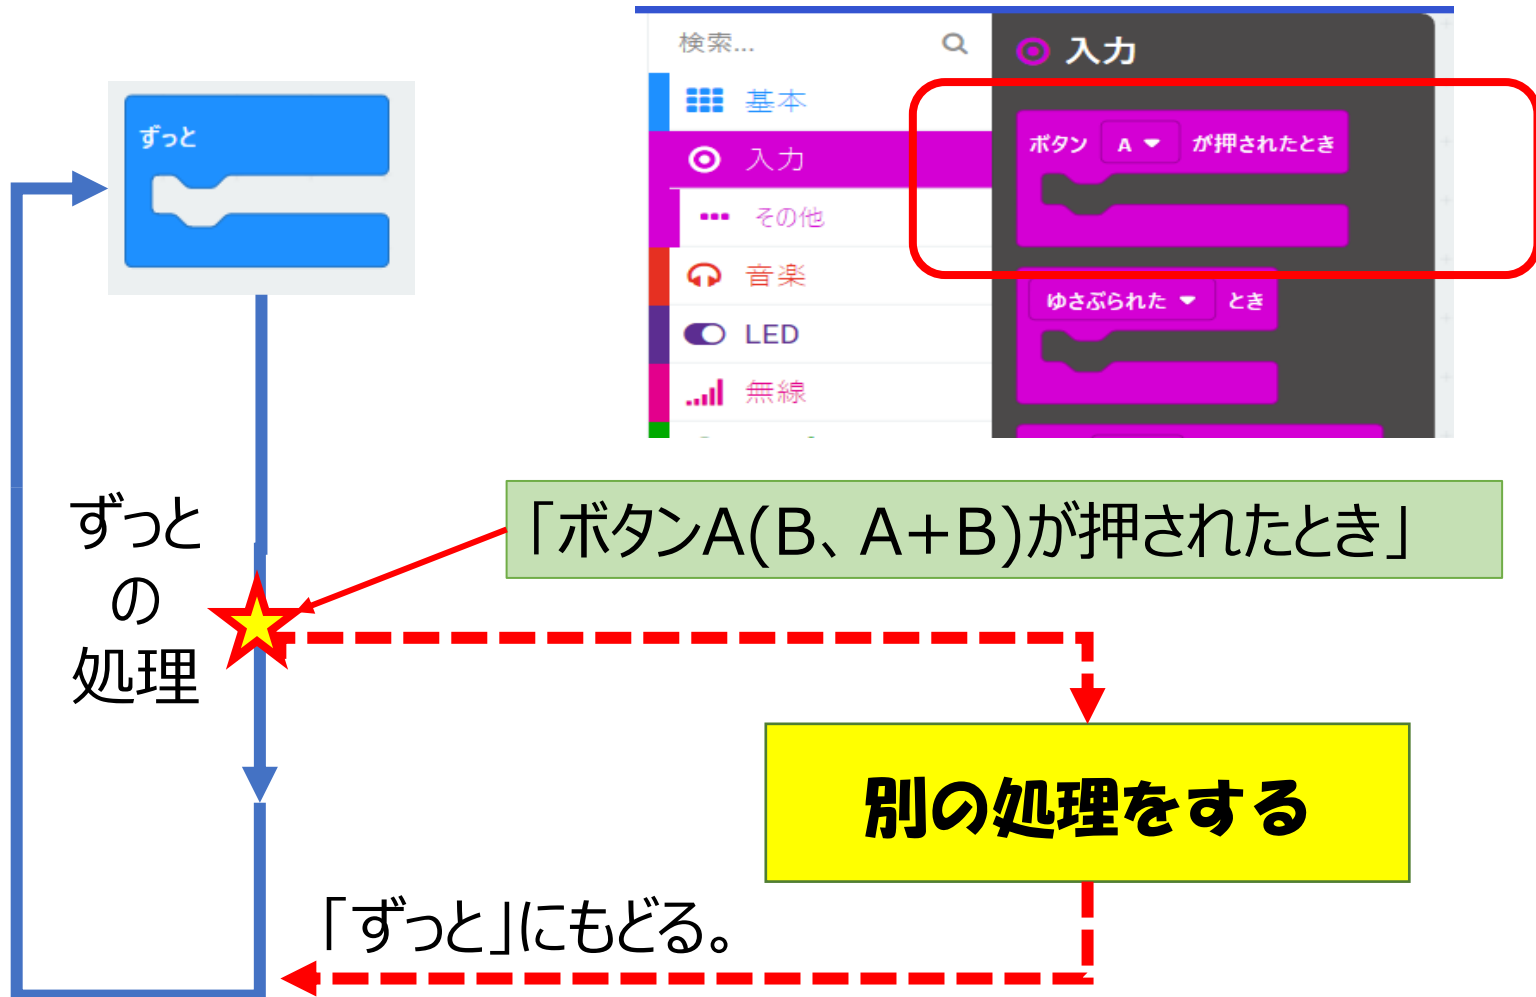 検索...
入力
基本
ボタン A が押されたとき
入力
その他
音楽
ゆさぶられた とき
LED
無線
ずっと
ずっと
の
処理
「ボタンA(B、A+B)が押されたとき」
別の処理をする
「ずっと」にもどる。